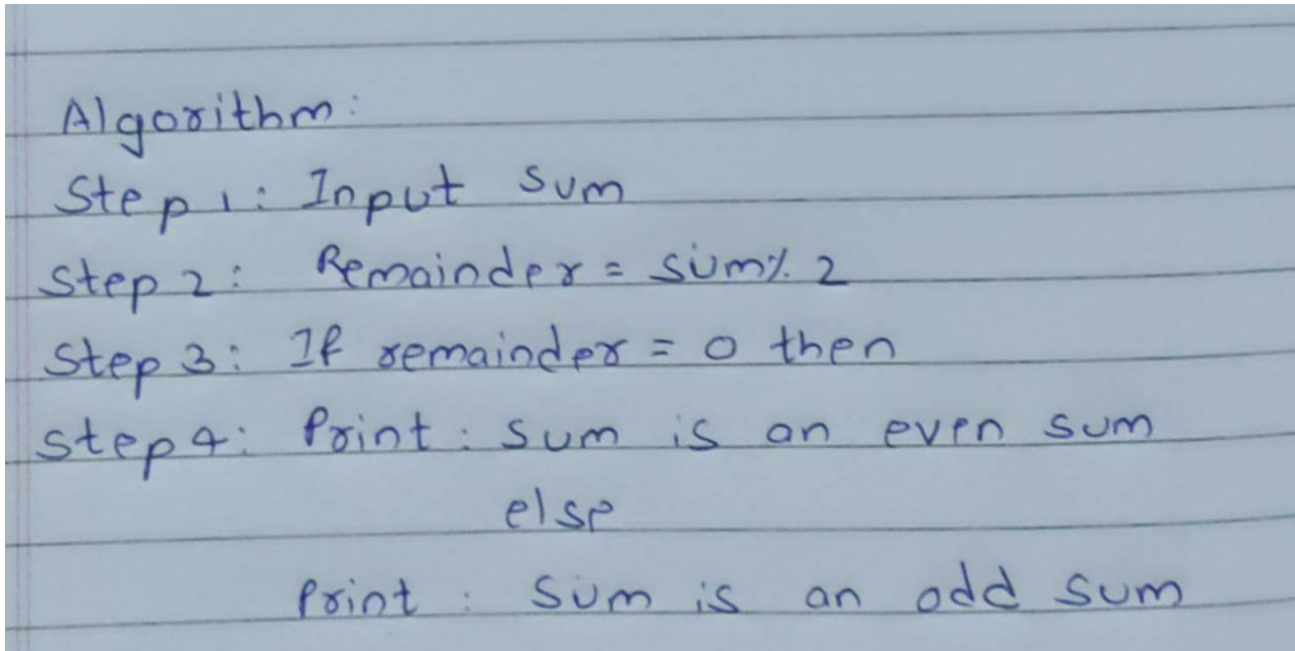 Algorithm:
Step 1: Input sum
Step 2: Remainder = sum % 2
Step 3: If remainder = 0 then
Step 4: Print : sum is an even sum
else
Print : sum is an odd sum